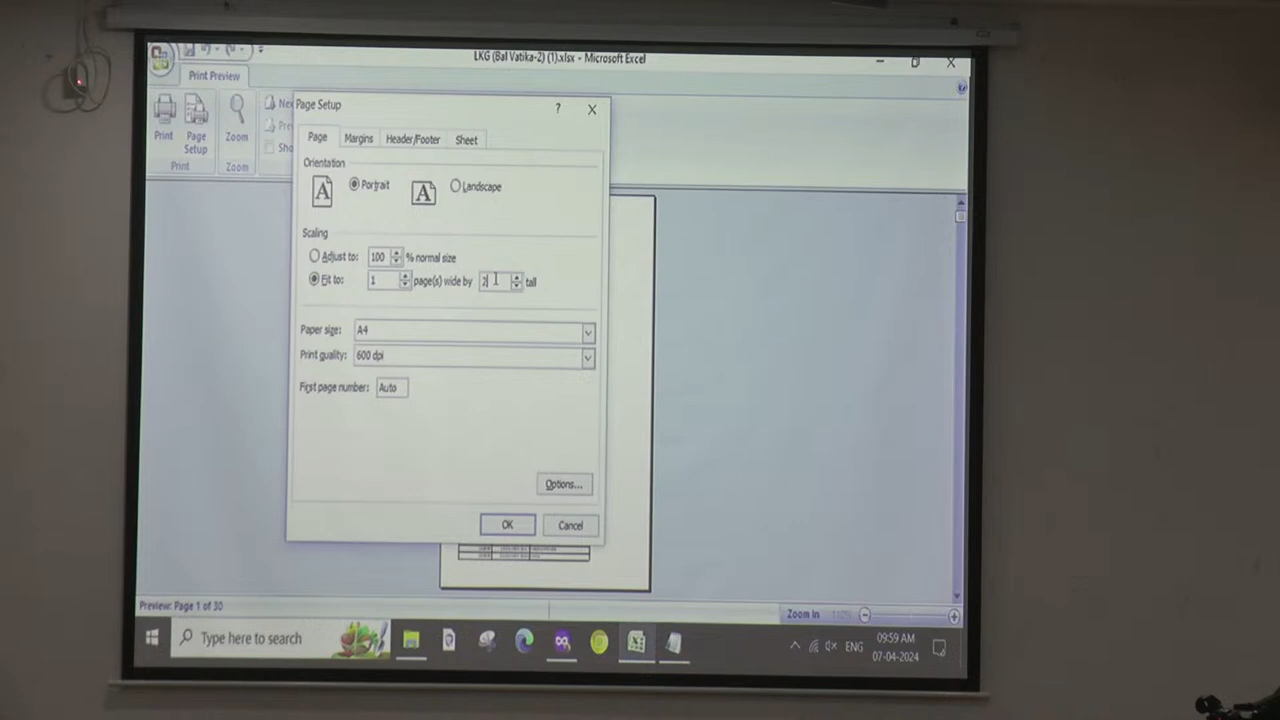 LKG (Bal Vatika-2) (1).xlsx - Microsoft Excel
Print Preview
Print
Page Setup
Zoom
Print
Zoom
Page Setup
?
Page
Margins
Header/Footer
Sheet
Orientation
A
Portrait
A
Landscape
Scaling
Adjust to:
100
% normal size
Fit to:
1
page(s) wide by
2
tall
Paper size:
A4
Print quality:
600 dpi
First page number:
Auto
Options...
OK
Cancel
Preview: Page 1 of 30
Zoom In
Type here to search
ENG
09:59 AM
07-04-2024